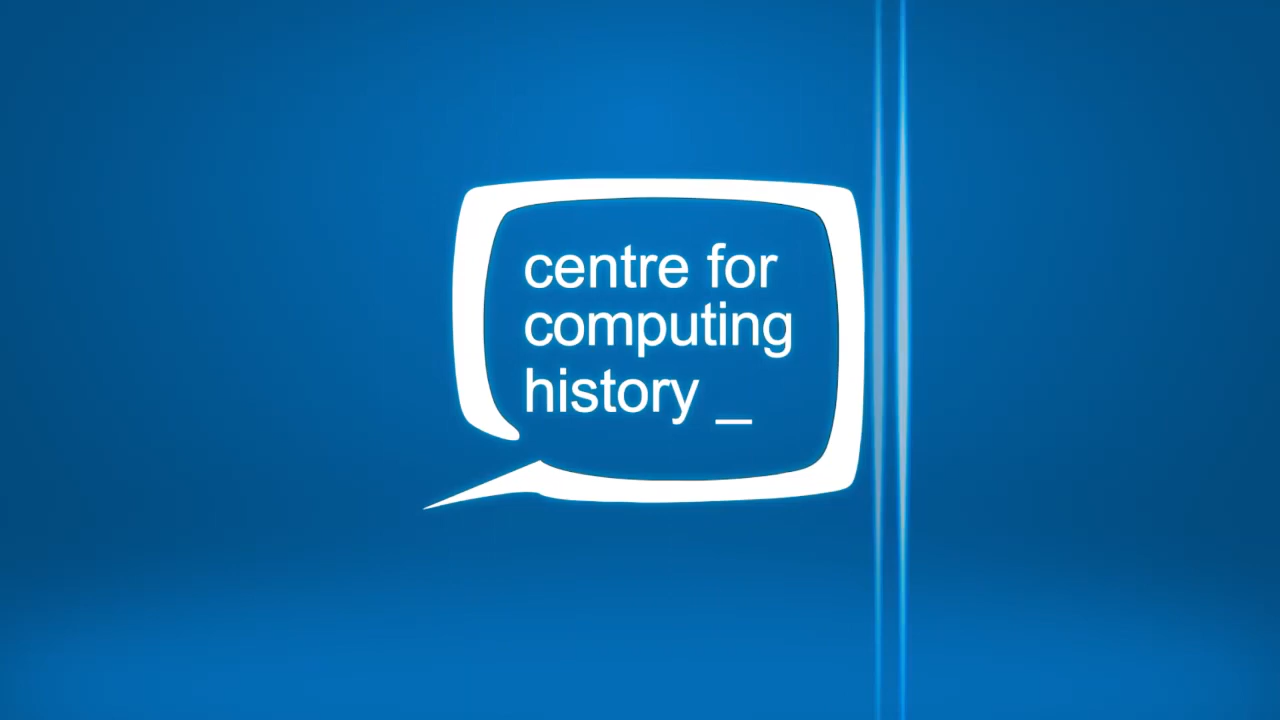 centre for
computing
history _